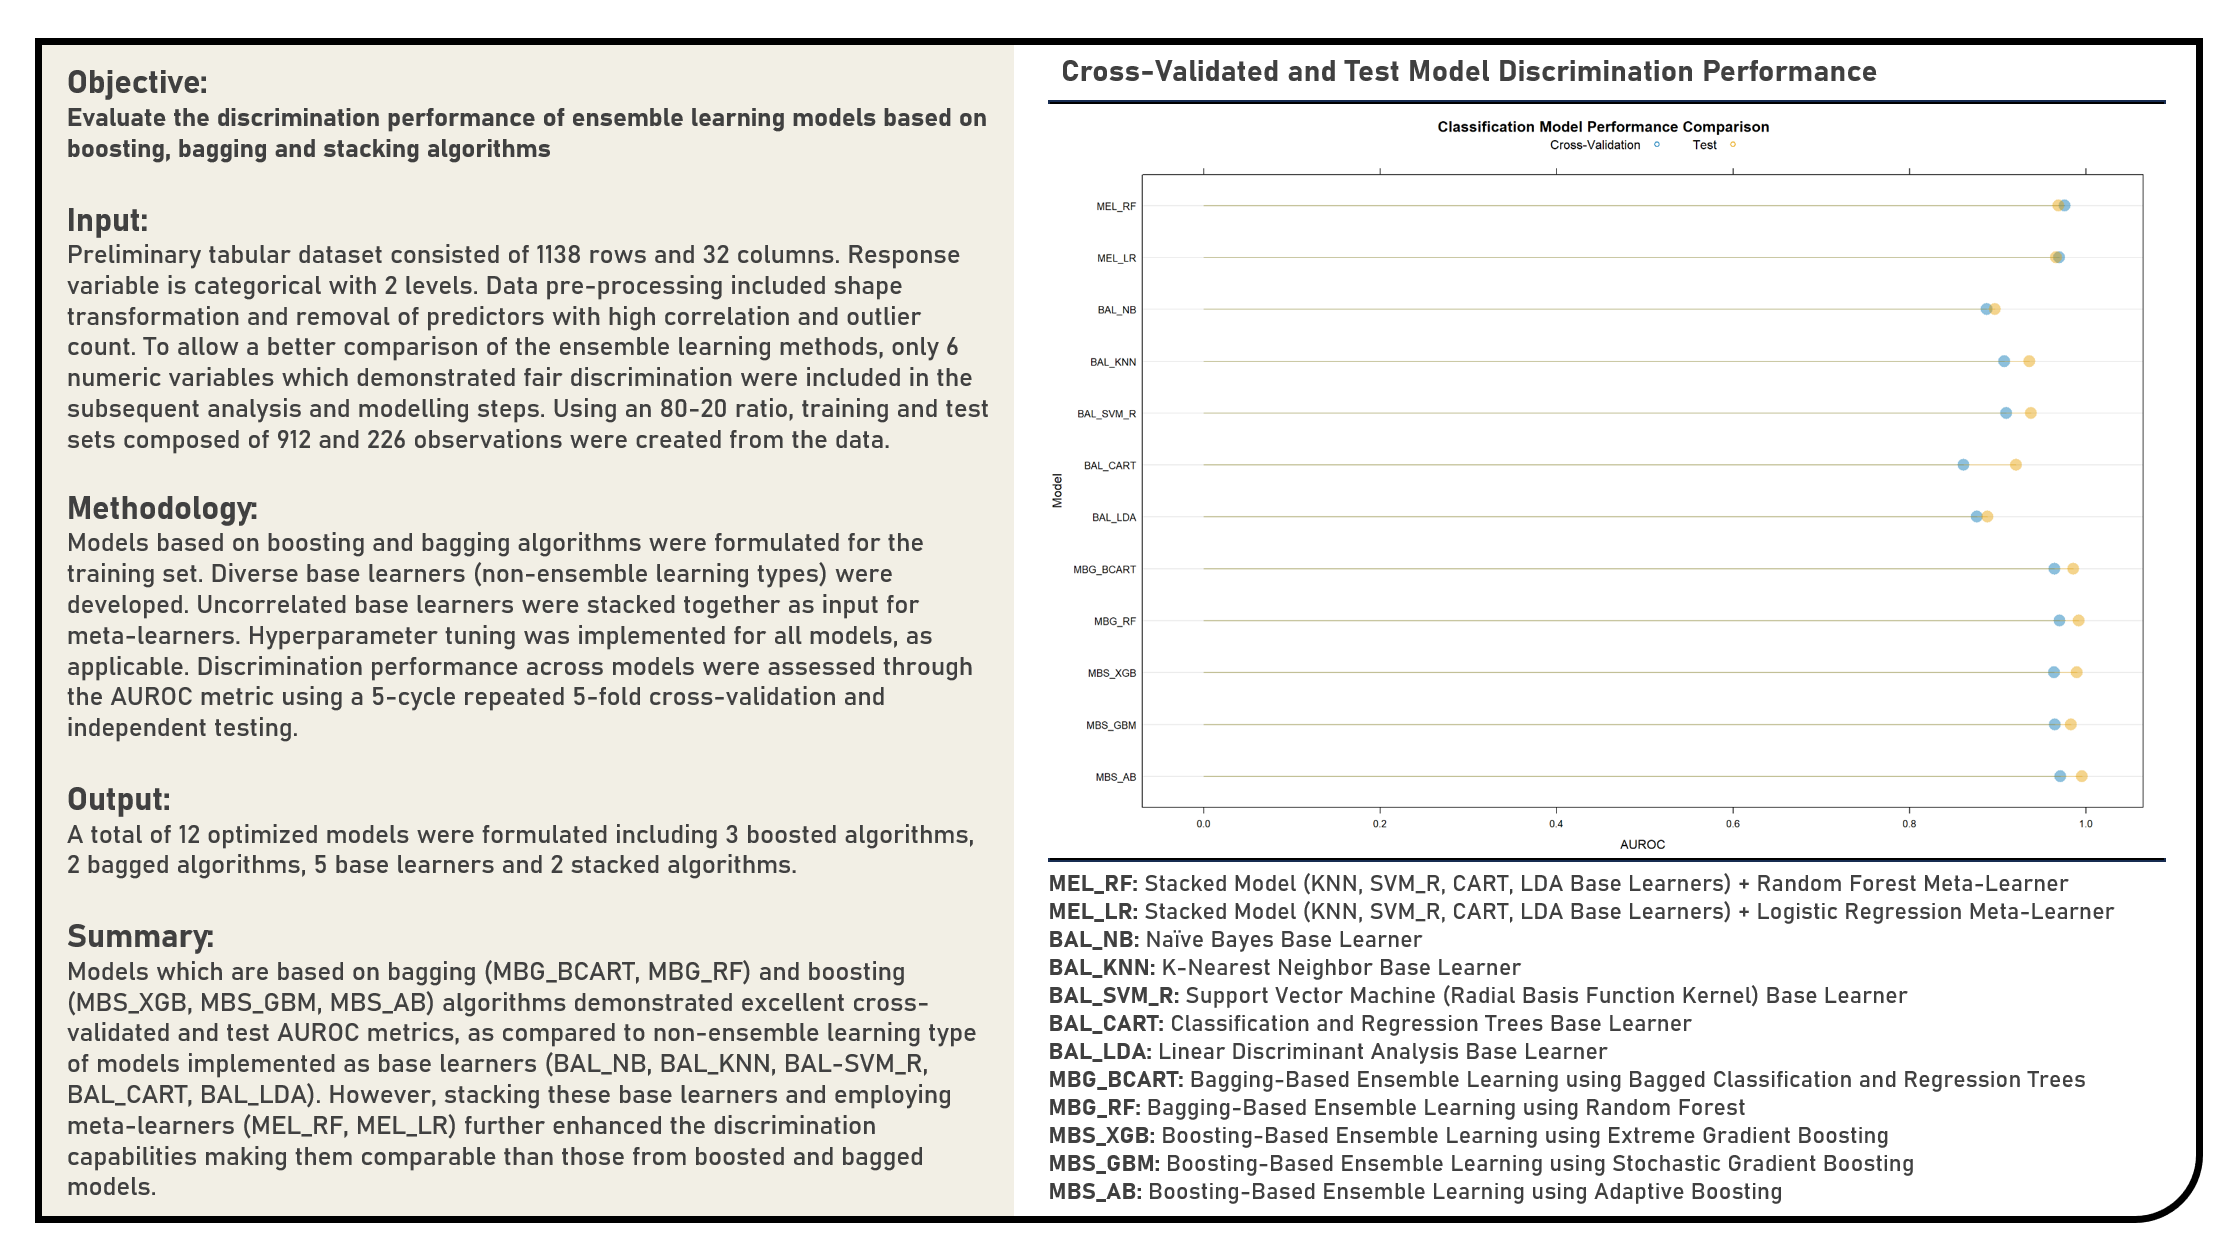 Objective:
Evaluate the discrimination performance of ensemble learning models based on
boosting, bagging and stacking algorithms
Input:
Preliminary tabular dataset consisted of 1138 rows and 32 columns. Response
variable is categorical with 2 levels. Data pre-processing included shape
transformation and removal of predictors with high correlation and outlier
count. To allow a better comparison of the ensemble learning methods, only 6
numeric variables which demonstrated fair discrimination were included in the
subsequent analysis and modelling steps. Using an 80-20 ratio, training and test
sets composed of 912 and 226 observations were created from the data.
Methodology:
Models based on boosting and bagging algorithms were formulated for the
training set. Diverse base learners (non-ensemble learning types) were
developed. Uncorrelated base learners were stacked together as input for
meta-learners. Hyperparameter tuning was implemented for all models, as
applicable. Discrimination performance across models were assessed through
the AUROC metric using a 5-cycle repeated 5-fold cross-validation and
independent testing.
Output:
A total of 12 optimized models were formulated including 3 boosted algorithms,
2 bagged algorithms, 5 base learners and 2 stacked algorithms.
Summary:
Models which are based on bagging (MBG_BCART, MBG_RF) and boosting
(MBS_XGB, MBS_GBM, MBS_AB) algorithms demonstrated excellent cross-
validated and test AUROC metrics, as compared to non-ensemble learning type
of models implemented as base learners (BAL_NB, BAL_KNN, BAL-SVM_R,
BAL_CART, BAL_LDA). However, stacking these base learners and employing
meta-learners (MEL_RF, MEL_LR) further enhanced the discrimination
capabilities making them comparable than those from boosted and bagged
models.
Cross-Validated and Test Model Discrimination Performance
Classification Model Performance Comparison
Cross-Validation Test
MEL_RF
MEL_LR
BAL_NB
BAL_KNN
BAL_SVM_R
BAL_CART
BAL_LDA
MBG_BCART
MBG_RF
MBS_XGB
MBS_GBM
MBS_AB
Model
0.0 0.2 0.4 0.6 0.8 1.0
AUROC
MEL_RF: Stacked Model (KNN, SVM_R, CART, LDA Base Learners) + Random Forest Meta-Learner
MEL_LR: Stacked Model (KNN, SVM_R, CART, LDA Base Learners) + Logistic Regression Meta-Learner
BAL_NB: Naïve Bayes Base Learner
BAL_KNN: K-Nearest Neighbor Base Learner
BAL_SVM_R: Support Vector Machine (Radial Basis Function Kernel) Base Learner
BAL_CART: Classification and Regression Trees Base Learner
BAL_LDA: Linear Discriminant Analysis Base Learner
MBG_BCART: Bagging-Based Ensemble Learning using Bagged Classification and Regression Trees
MBG_RF: Bagging-Based Ensemble Learning using Random Forest
MBS_XGB: Boosting-Based Ensemble Learning using Extreme Gradient Boosting
MBS_GBM: Boosting-Based Ensemble Learning using Stochastic Gradient Boosting
MBS_AB: Boosting-Based Ensemble Learning using Adaptive Boosting